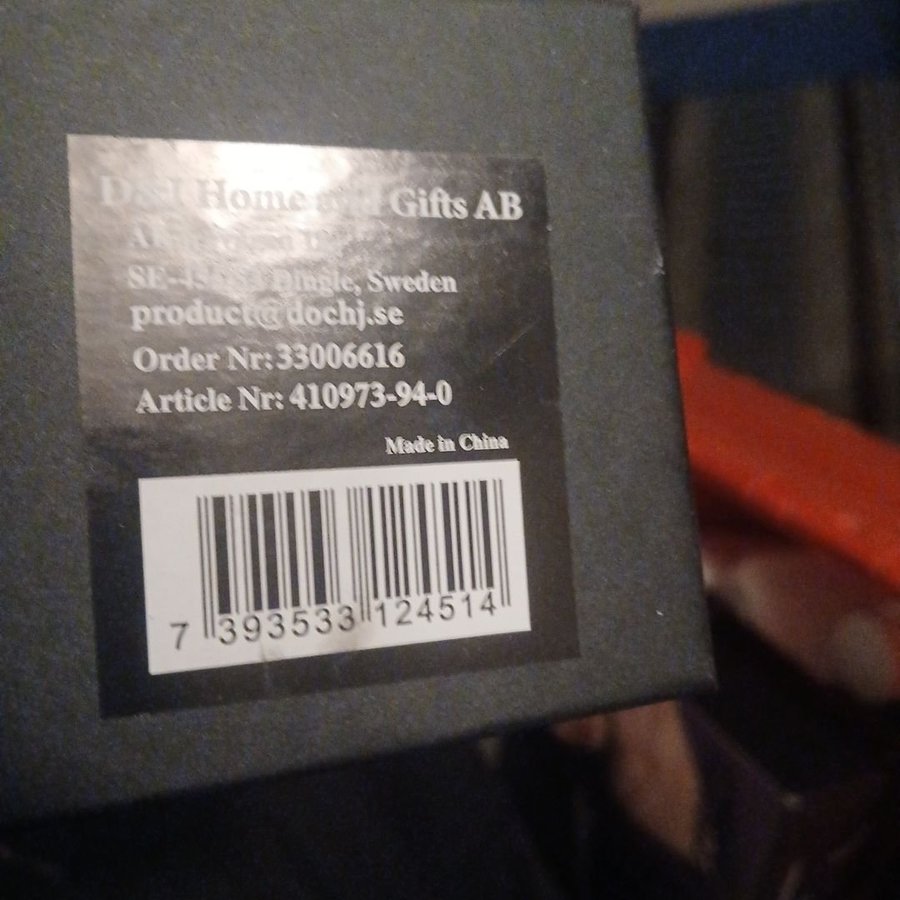 D&J Home and Gifts AB
Dingle, Sweden
product@dochj.se
Order Nr: 33006616
Article Nr: 410973-94-0
Made in China
7 393533 124514